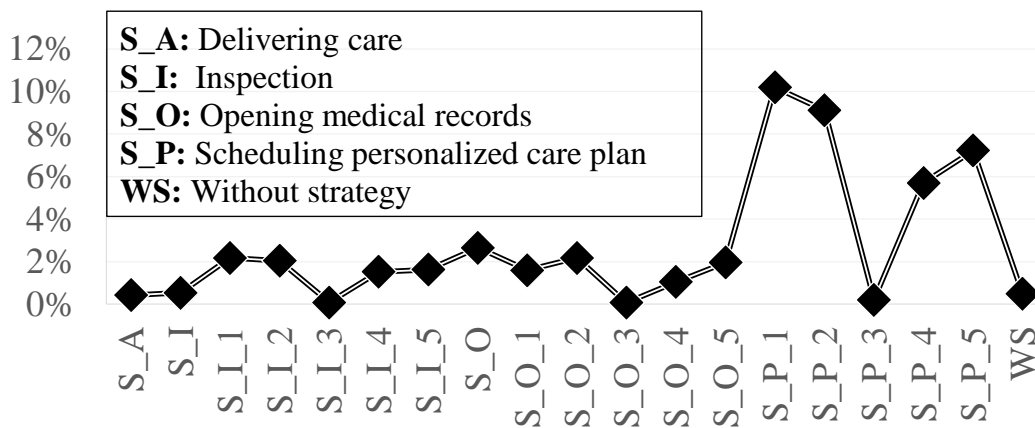 S_A: Delivering care
S_I: Inspection
S_O: Opening medical records
S_P: Scheduling personalized care plan
WS: Without strategy
12%
10%
8%
6%
4%
2%
0%
S_A
S_I
S_I_1
S_I_2
S_I_3
S_I_4
S_I_5
S_O
S_O_1
S_O_2
S_O_3
S_O_4
S_O_5
S_P_1
S_P_2
S_P_3
S_P_4
S_P_5
WS